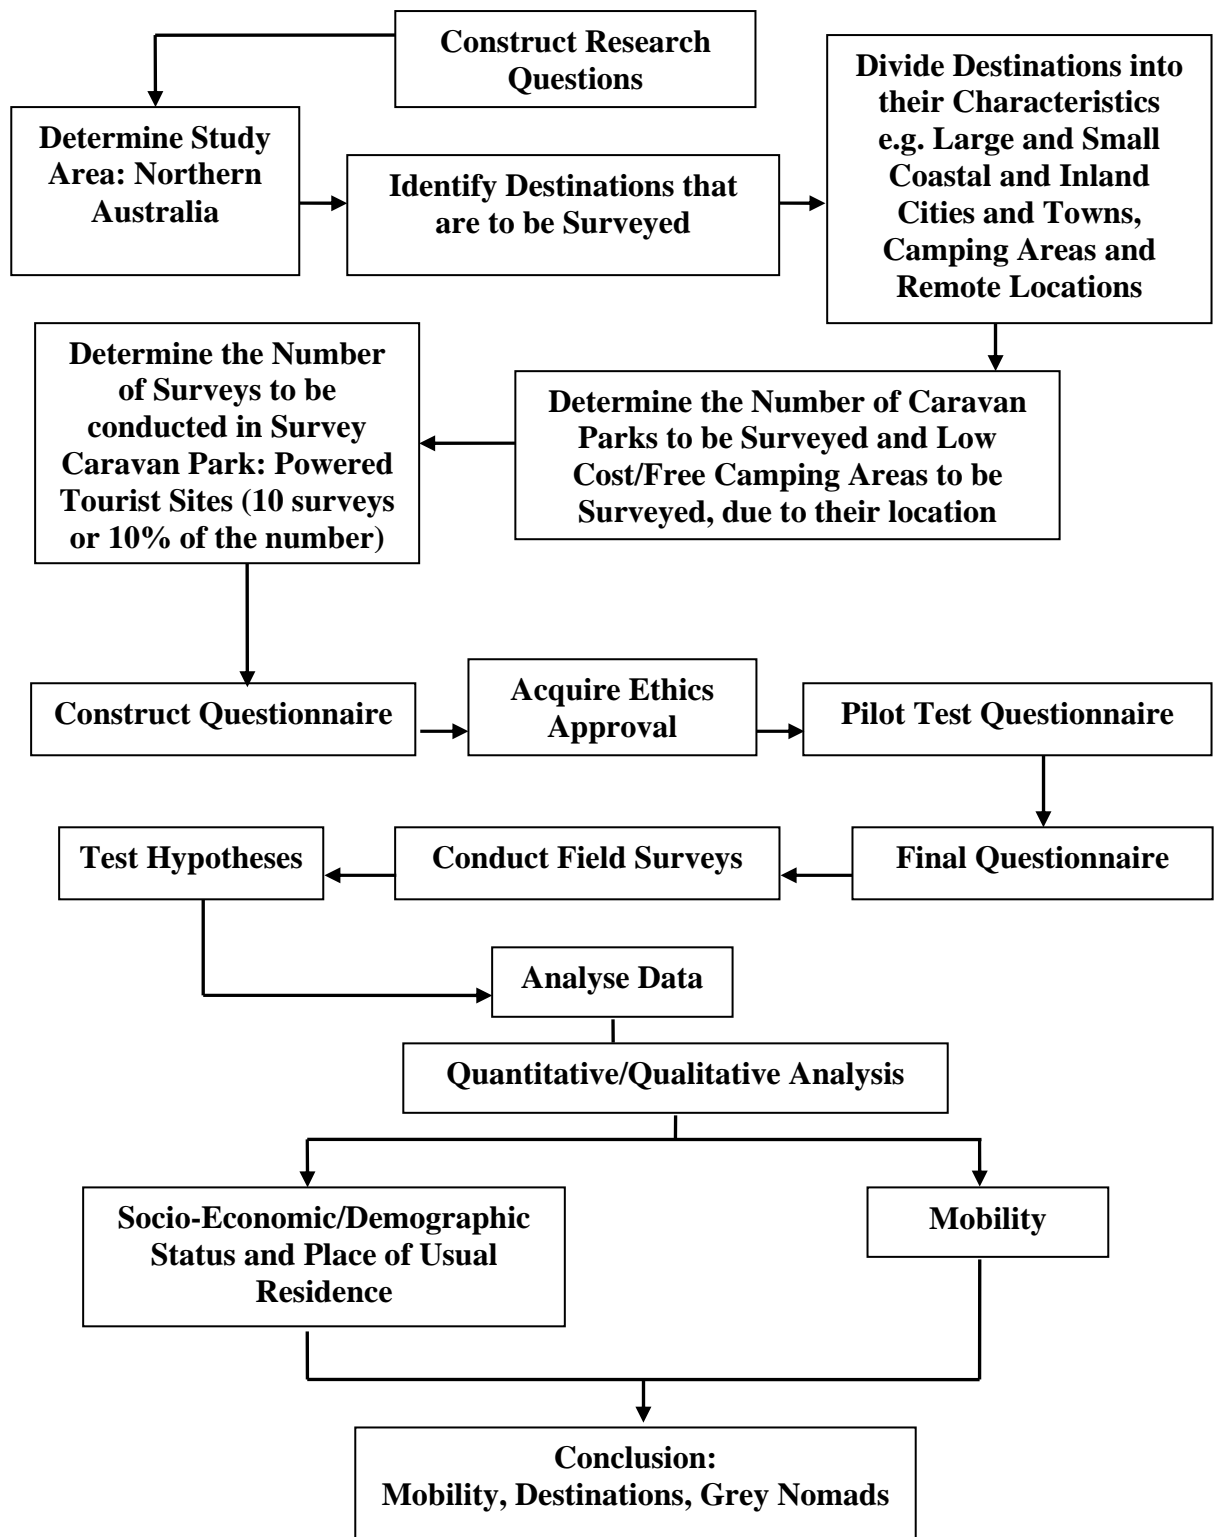 Construct Research
Questions
Determine Study
Area: Northern
Australia
Identify Destinations that
are to be Surveyed
Divide Destinations into
their Characteristics
e.g. Large and Small
Coastal and Inland
Cities and Towns,
Camping Areas and
Remote Locations
Determine the Number of Caravan
Parks to be Surveyed and Low
Cost/Free Camping Areas to be
Surveyed, due to their location
Determine the Number
of Surveys to be
conducted in Survey
Caravan Park: Powered
Tourist Sites (10 surveys
or 10% of the number)
Construct Questionnaire
Acquire Ethics
Approval
Pilot Test Questionnaire
Final Questionnaire
Conduct Field Surveys
Test Hypotheses
Analyse Data
Quantitative/Qualitative Analysis
Socio-Economic/Demographic
Status and Place of Usual
Residence
Mobility
Conclusion:
Mobility, Destinations, Grey Nomads